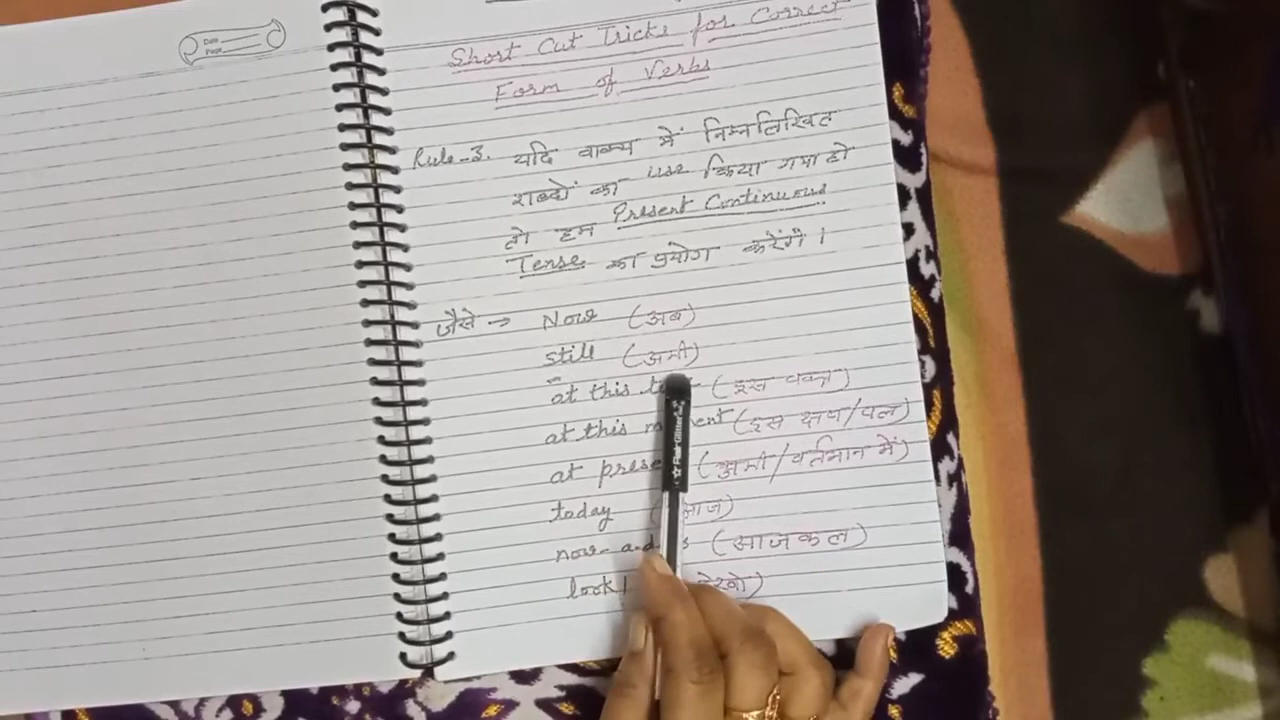 Date
Page
Short Cut Tricks for Correct
Form of Verbs
Rule-3. यदि वाक्य में निम्नलिखित
शब्दों का use किया गया हो
तो हम Present Continuous
Tense का प्रयोग करेंगे ।
जैसे → Now (अब)
still (अभी)
at this (इस वक्त)
at this (इस क्षण/पल)
at (अभी/वर्तमान में)
today
(आजकल)
look!